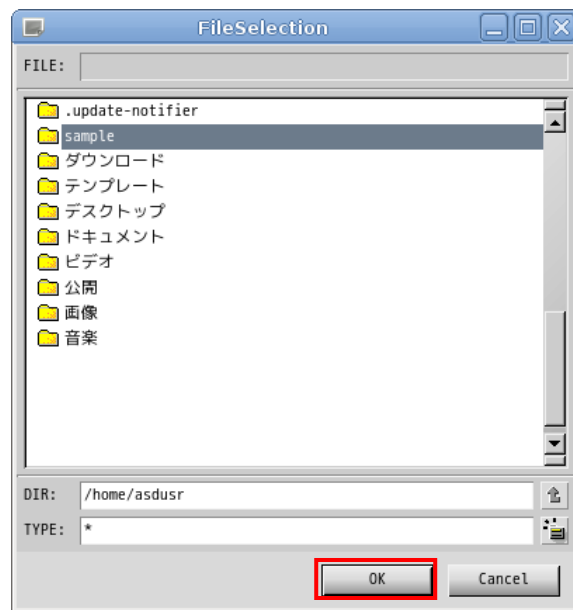 FileSelection
FILE:
.update-notifier
sample
ダウンロード
テンプレート
デスクトップ
ドキュメント
ビデオ
公開
画像
音楽
DIR: /home/asdusr
TYPE: *
OK Cancel